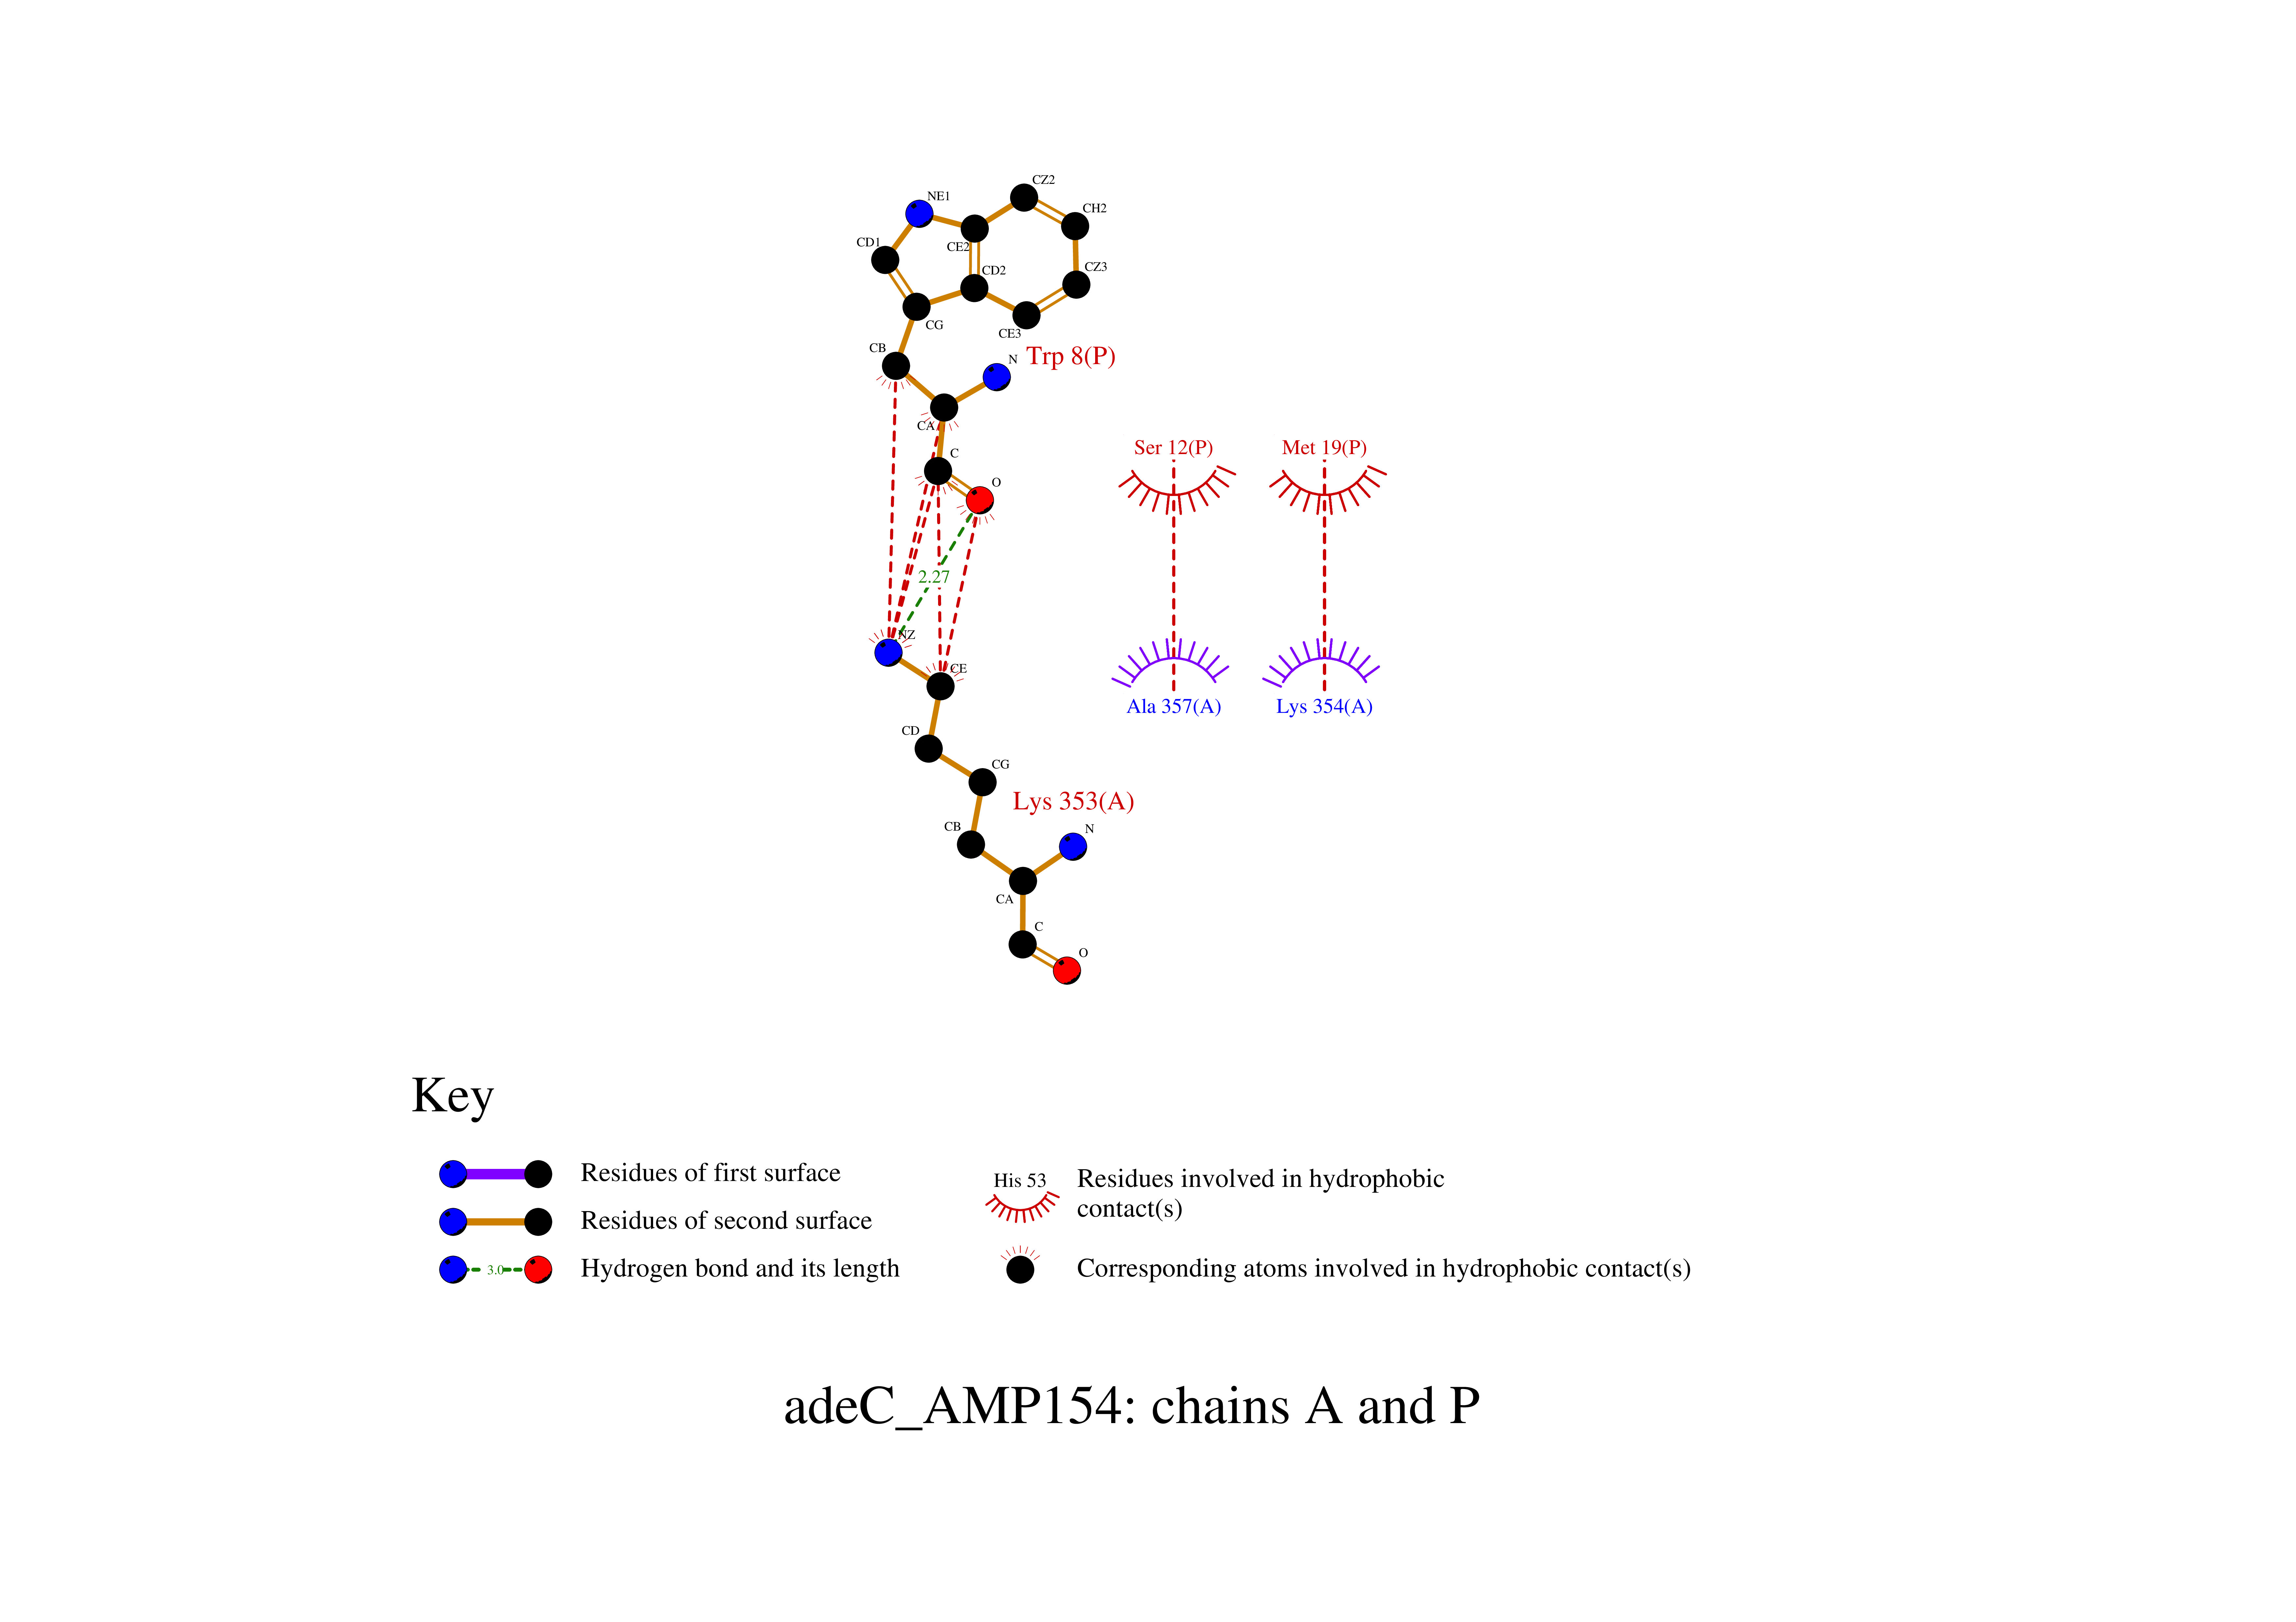 CZ2
NE1
CH2
CD1
CE2
CD2
CZ3
CG
CE3
CB
N
Trp 8(P)
CA
C
O
Ser 12(P)
Met 19(P)
2.27
NZ
CE
Ala 357(A)
Lys 354(A)
CD
CG
Lys 353(A)
CB
N
CA
C
O
Key
Residues of first surface
Residues of second surface
3.0
Hydrogen bond and its length
His 53
Residues involved in hydrophobic
contact(s)
Corresponding atoms involved in hydrophobic contact(s)
adeC_AMP154: chains A and P